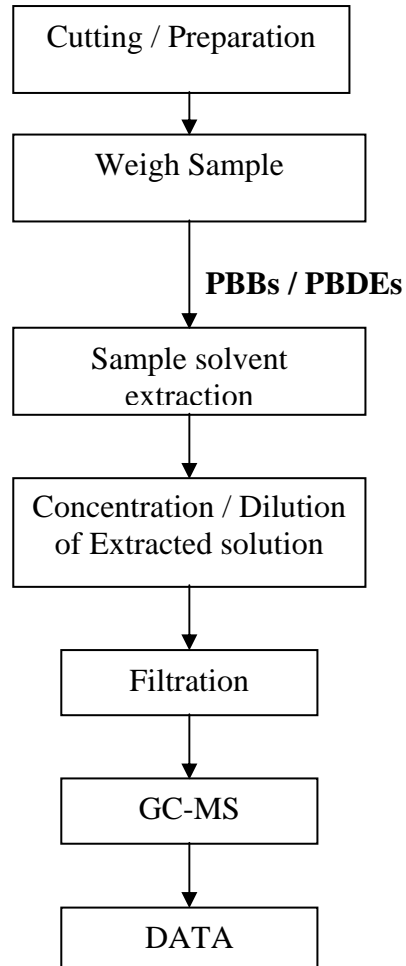 Cutting / Preparation
Weigh Sample
PBBs / PBDEs
Sample solvent
extraction
Concentration / Dilution
of Extracted solution
Filtration
GC-MS
DATA